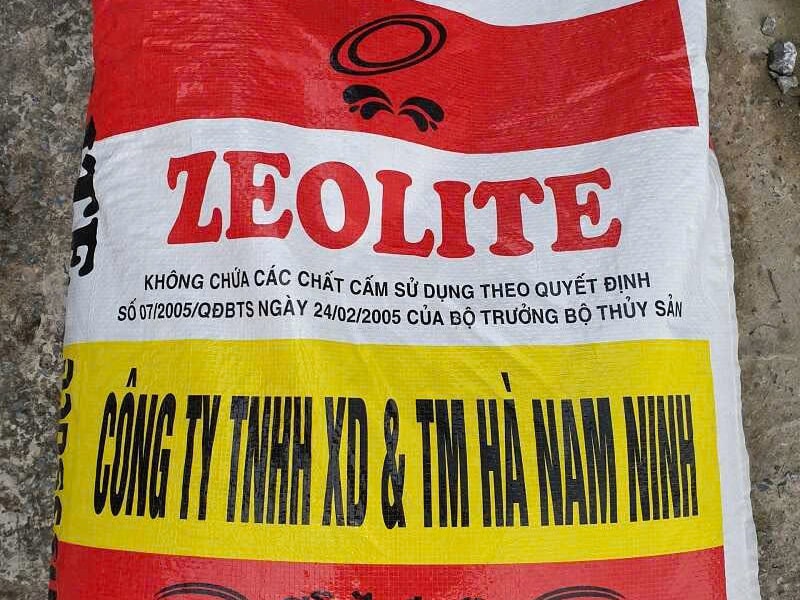 ZEOLITE
KHÔNG CHỨA CÁC CHẤT CẤM SỬ DỤNG THEO QUYẾT ĐỊNH
SỐ 07/2005/QĐBTS NGÀY 24/02/2005 CỦA BỘ TRƯỞNG BỘ THỦY SẢN
CÔNG TY TNHH XD & TM HÀ NAM NINH